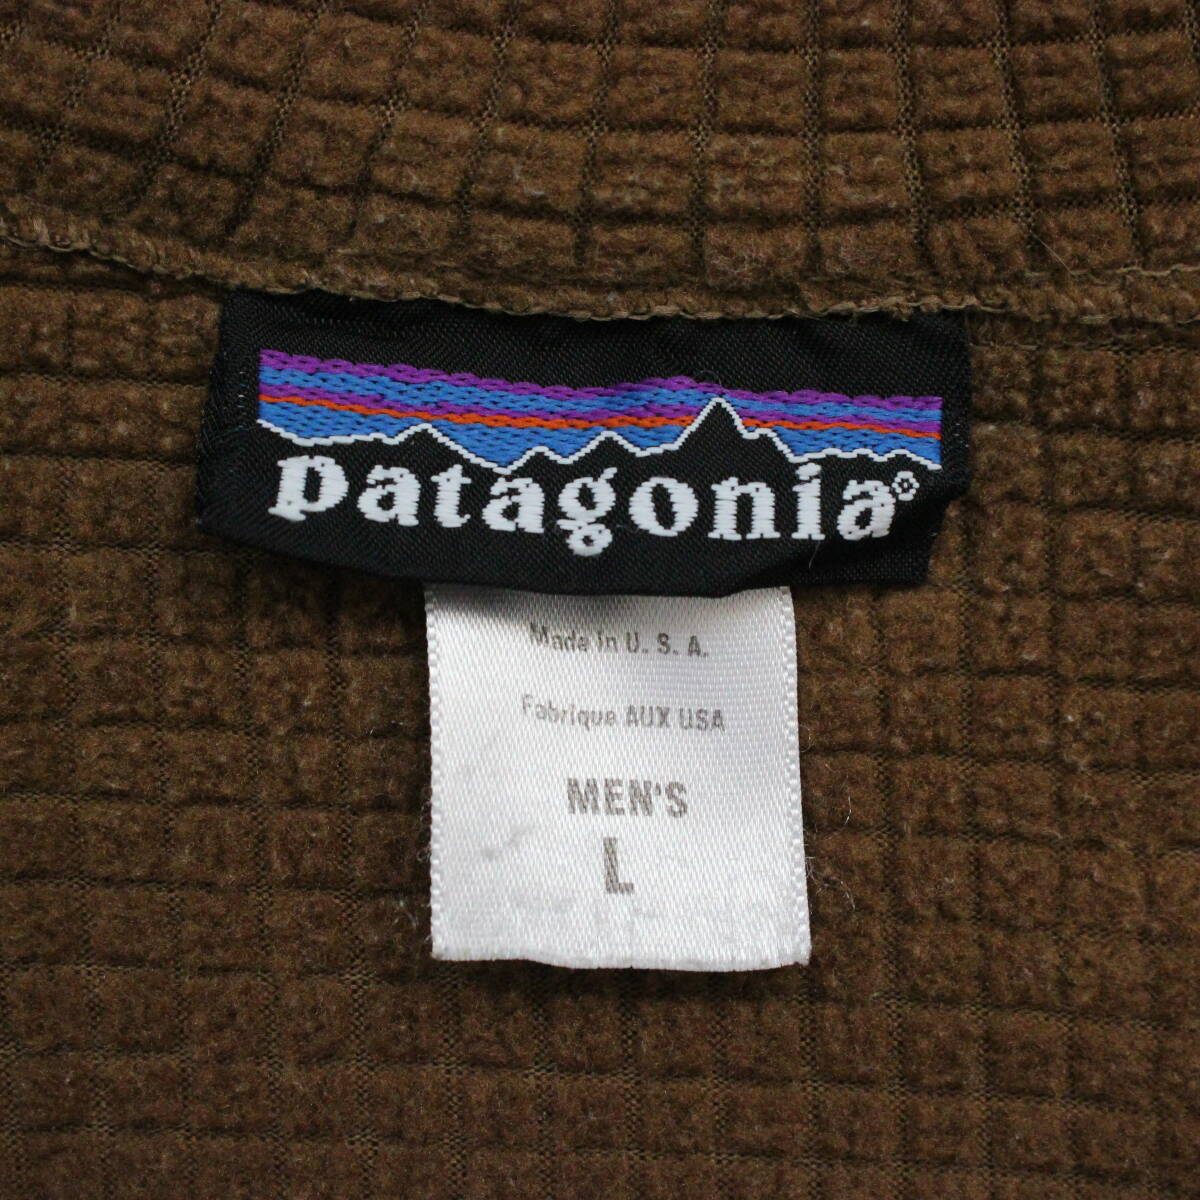 patagonia®
Made in U. S. A.
Fabrique AUX USA
MEN'S
L